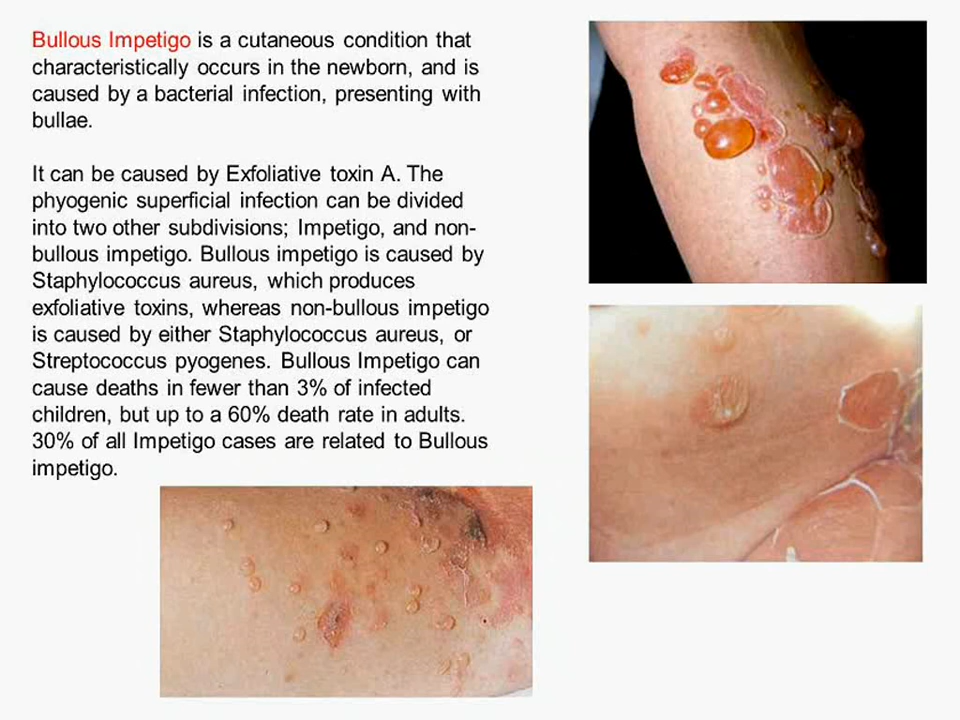 Bullous Impetigo is a cutaneous condition that
characteristically occurs in the newborn, and is
caused by a bacterial infection, presenting with
bullae.
It can be caused by Exfoliative toxin A. The
phyogenic superficial infection can be divided
into two other subdivisions; Impetigo, and non-
bullous impetigo. Bullous impetigo is caused by
Staphylococcus aureus, which produces
exfoliative toxins, whereas non-bullous impetigo
is caused by either Staphylococcus aureus, or
Streptococcus pyogenes. Bullous Impetigo can
cause deaths in fewer than 3% of infected
children, but up to a 60% death rate in adults.
30% of all Impetigo cases are related to Bullous
impetigo.